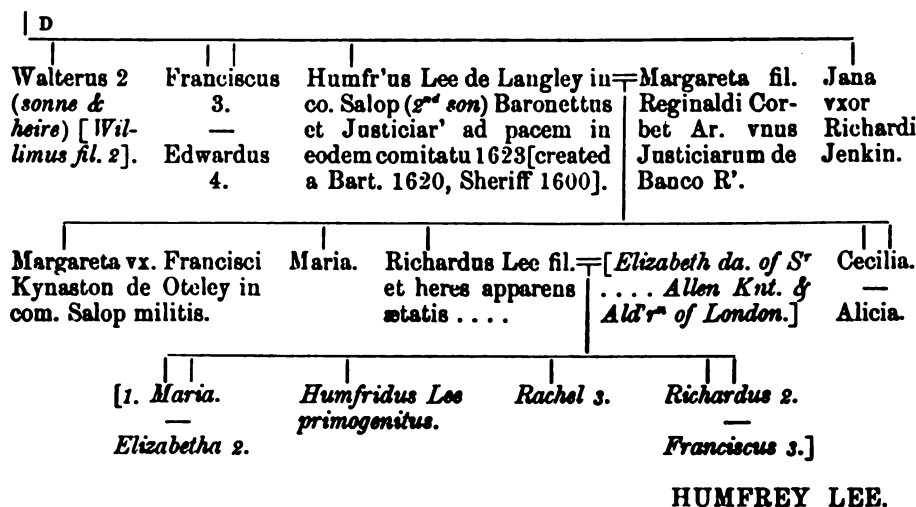 D
Walterus 2
(sonne &
heire) [Wil-
limus fil. 2].
Franciscus
3.
—
Edwardus
4.
Humfr'us Lee de Langley in
co. Salop (2nd son) Baronettus
et Justiciar' ad pacem in
eodem comitatu 1623 [created
a Bart. 1620, Sheriff 1600].
Margareta fil.
Reginaldi Cor-
bet Ar. vnus
Justiciarum de
Banco R'.
Jana
vxor
Richardi
Jenkin.
Margareta vx. Francisci
Kynaston de Oteley in
com. Salop militis.
Maria.
Richardus Lee fil.
et heres apparens
ætatis . . . .
[Elizabeth da. of Sr
. . . . Allen Knt. &
Ald'rn of London.]
Cecilia.
—
Alicia.
[1. Maria.
—
Elizabetha 2.
Humfridus Lee
primogenitus.
Rachel 3.
Richardus 2.
—
Franciscus 3.]
HUMFREY LEE.